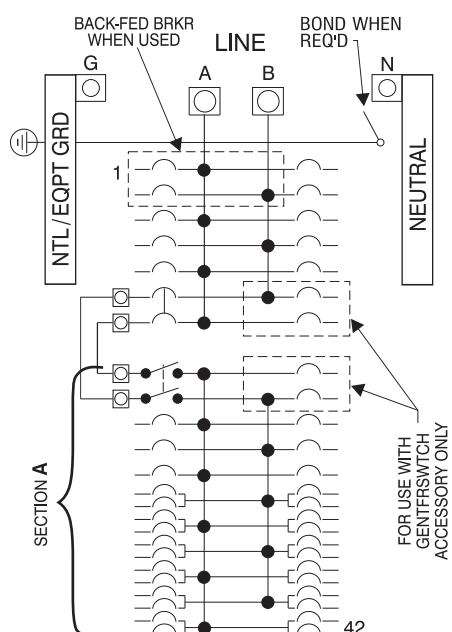 BACK-FED BRKR
WHEN USED
LINE
BOND WHEN
REQ'D
G
A
B
N
NTL/EQPT GRD
NEUTRAL
1
SECTION A
FOR USE WITH
GENTFRSWTCH
ACCESSORY ONLY
42